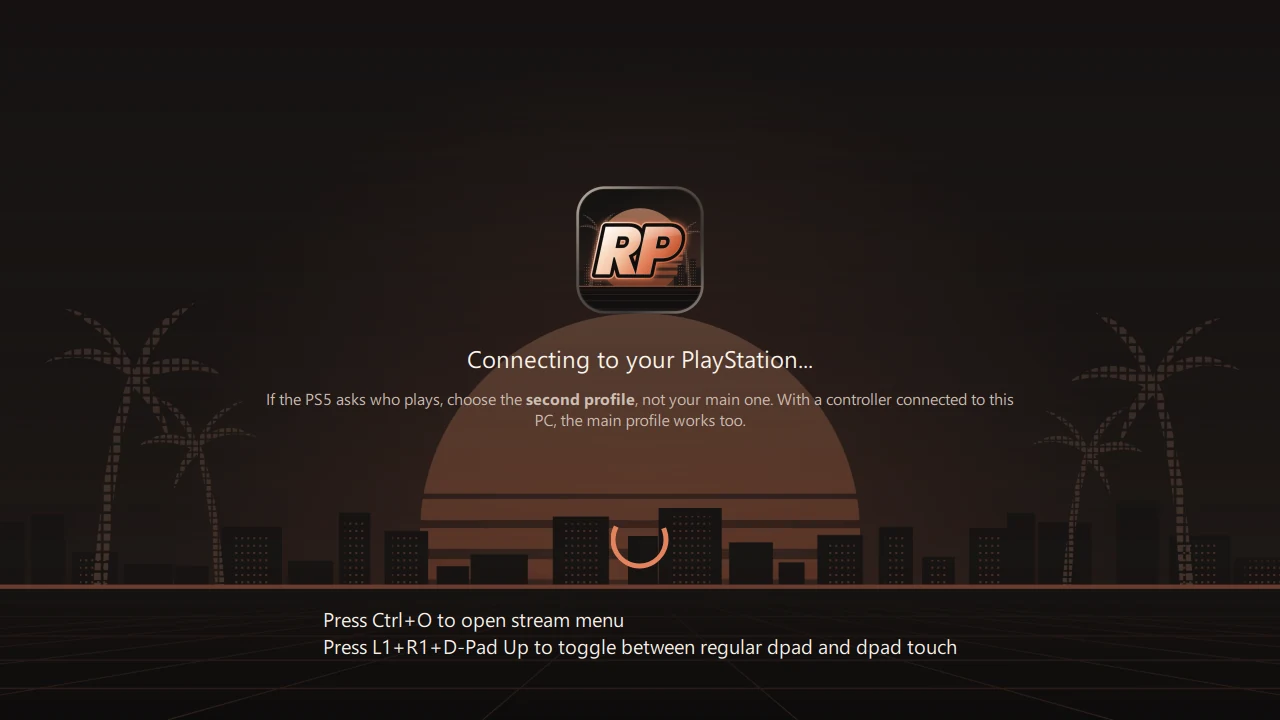 RP
Connecting to your PlayStation...
If the PS5 asks who plays, choose the second profile, not your main one. With a controller connected to this
PC, the main profile works too.
Press Ctrl+O to open stream menu
Press L1+R1+D-Pad Up to toggle between regular dpad and dpad touch